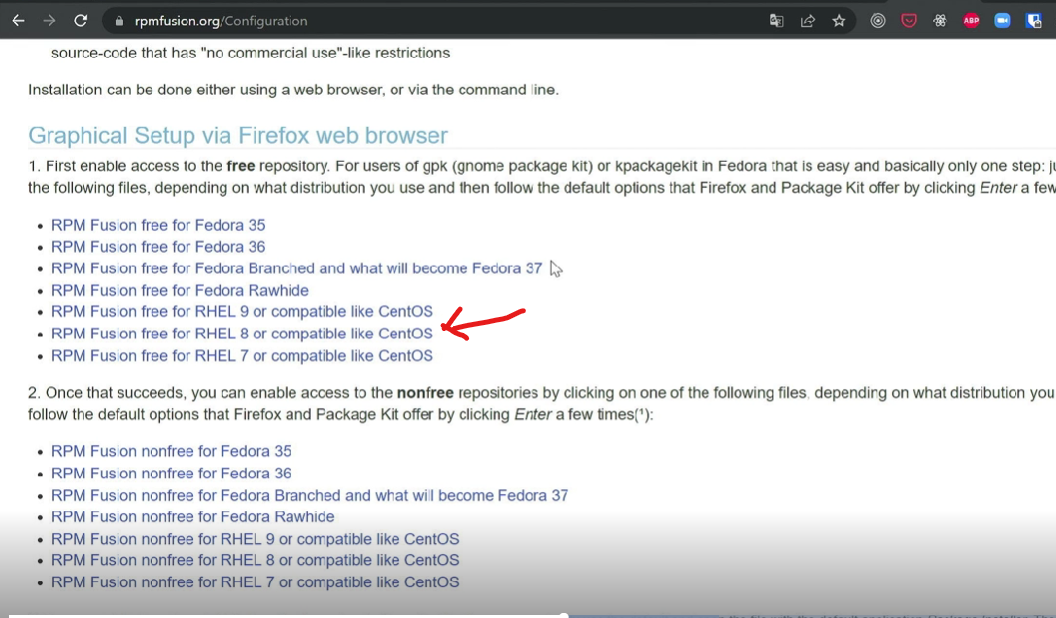 rpmfusion.org/Configuration
ABP
source-code that has "no commercial use"-like restrictions
Installation can be done either using a web browser, or via the command line.
Graphical Setup via Firefox web browser
1. First enable access to the free repository. For users of gpk (gnome package kit) or kpackagekit in Fedora that is easy and basically only one step:
the following files, depending on what distribution you use and then follow the default options that Firefox and Package Kit offer by clicking Enter a few
RPM Fusion free for Fedora 35
RPM Fusion free for Fedora 36
RPM Fusion free for Fedora Branched and what will become Fedora 37
RPM Fusion free for Fedora Rawhide
RPM Fusion free for RHEL 9 or compatible like CentOS
RPM Fusion free for RHEL 8 or compatible like CentOS
RPM Fusion free for RHEL 7 or compatible like CentOS
2. Once that succeeds, you can enable access to the nonfree repositories by clicking on one of the following files, depending on what distribution you
follow the default options that Firefox and Package Kit offer by clicking Enter a few times(¹):
RPM Fusion nonfree for Fedora 35
RPM Fusion nonfree for Fedora 36
RPM Fusion nonfree for Fedora Branched and what will become Fedora 37
RPM Fusion nonfree for Fedora Rawhide
RPM Fusion nonfree for RHEL 9 or compatible like CentOS
RPM Fusion nonfree for RHEL 8 or compatible like CentOS
RPM Fusion nonfree for RHEL 7 or compatible like CentOS